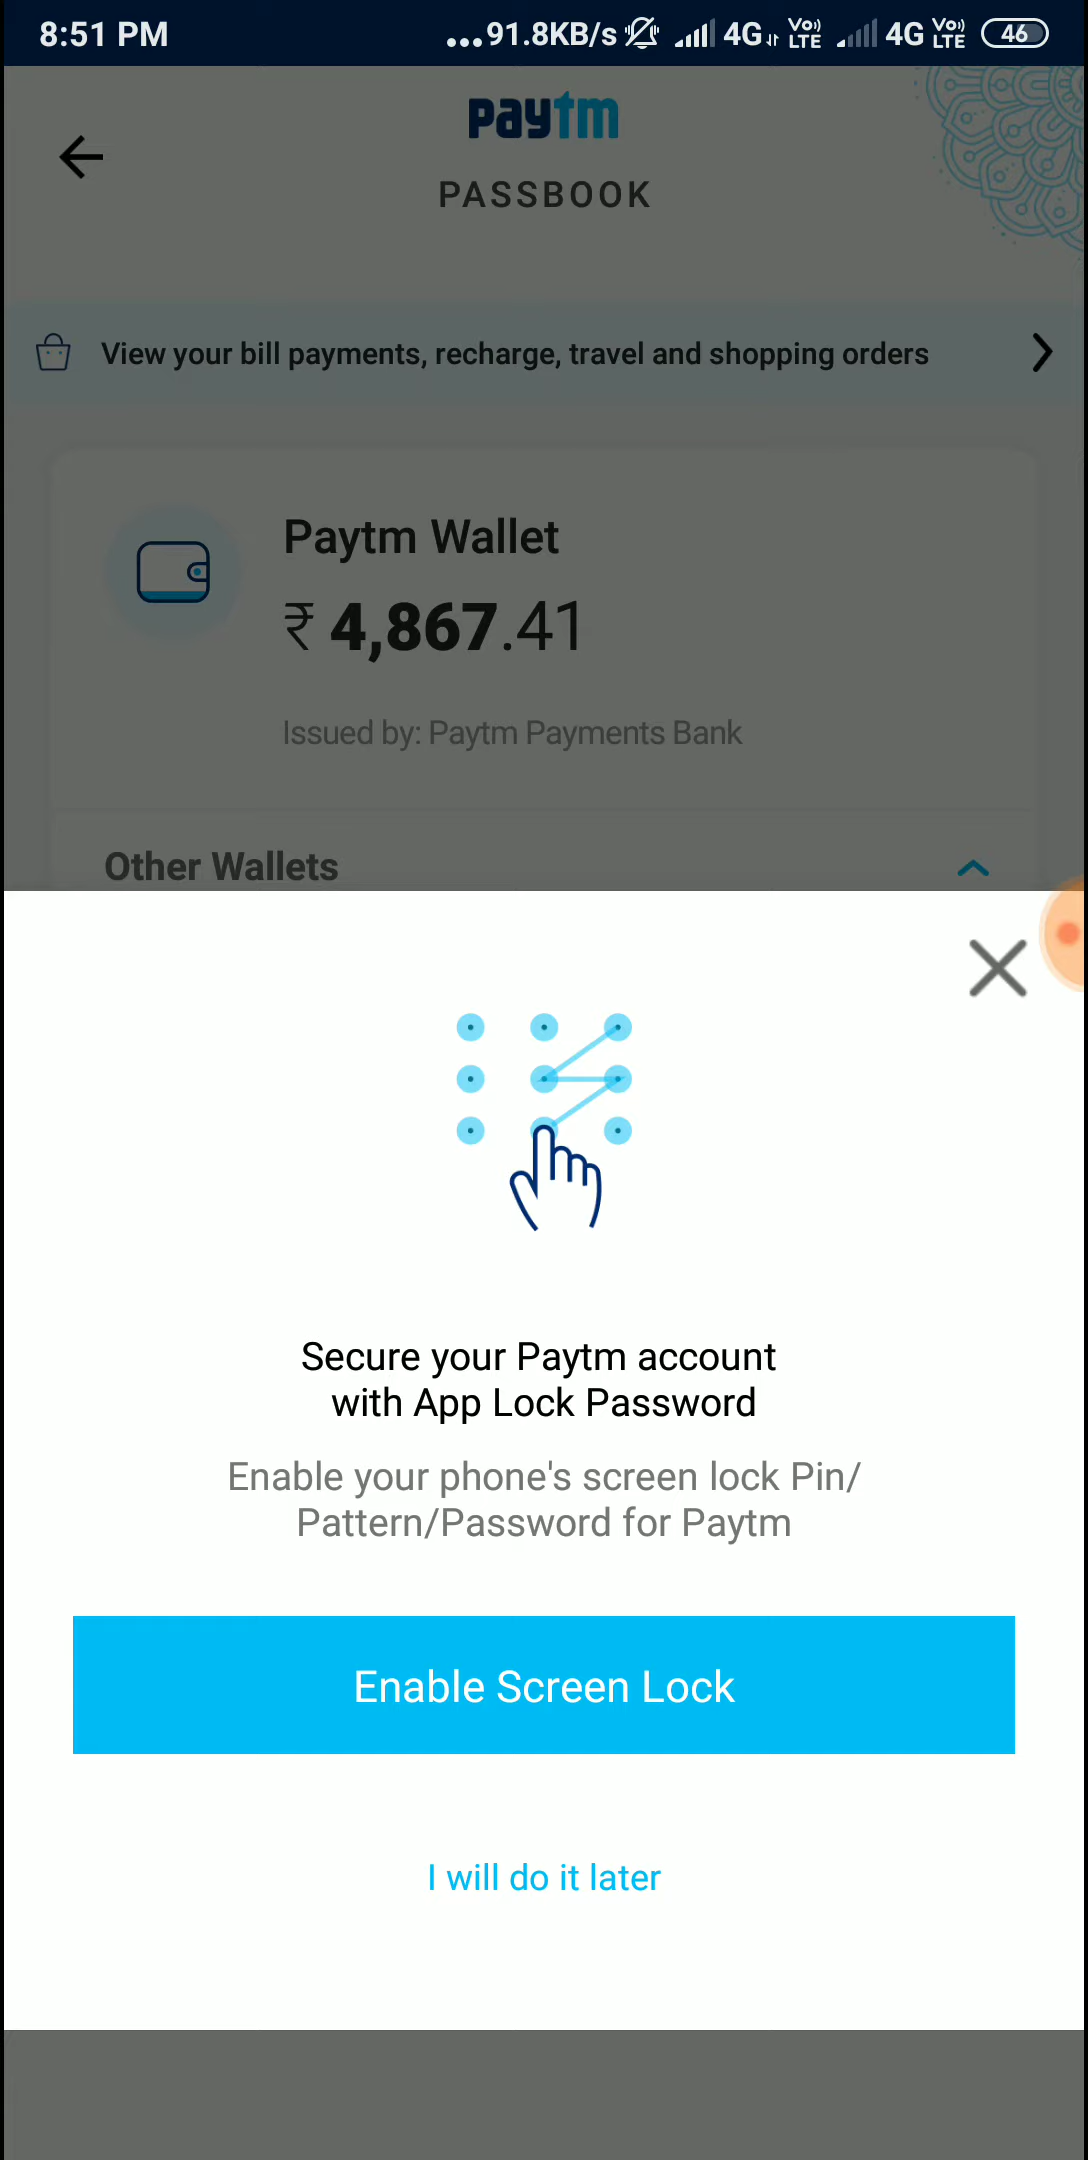 8:51 PM ...91.8KB/s 4G Vo)) LTE 4G Vo)) LTE 46
paytm
PASSBOOK
View your bill payments, recharge, travel and shopping orders
Paytm Wallet
₹ 4,867.41
Issued by: Paytm Payments Bank
Other Wallets
Secure your Paytm account
with App Lock Password
Enable your phone's screen lock Pin/
Pattern/Password for Paytm
Enable Screen Lock
I will do it later